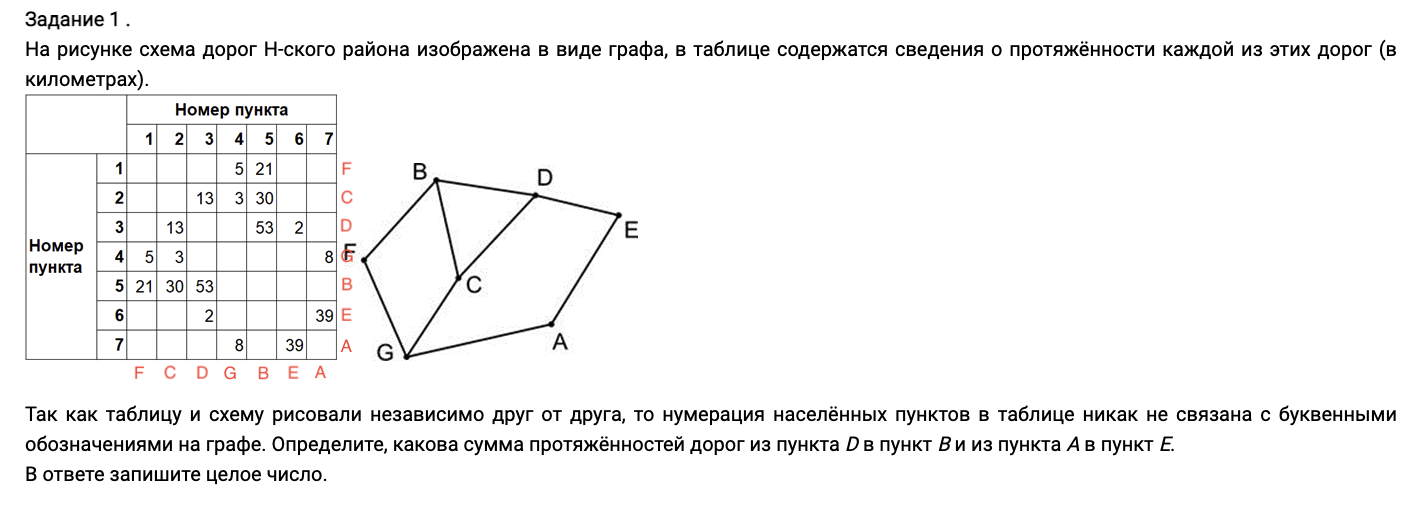 Задание 1 .
На рисунке схема дорог Н-ского района изображена в виде графа, в таблице содержатся сведения о протяжённости каждой из этих дорог (в
километрах).
Номер пункта
1 2 3 4 5 6 7
Номер пункта
1 5 21 F
2 13 3 30 C
3 13 53 2 D
4 5 3 8 G
5 21 30 53 B
6 2 39 E
7 8 39 A
F C D G B E A
B
D
E
F
C
A
G
Так как таблицу и схему рисовали независимо друг от друга, то нумерация населённых пунктов в таблице никак не связана с буквенными
обозначениями на графе. Определите, какова сумма протяжённостей дорог из пункта D в пункт B и из пункта A в пункт E.
В ответе запишите целое число.